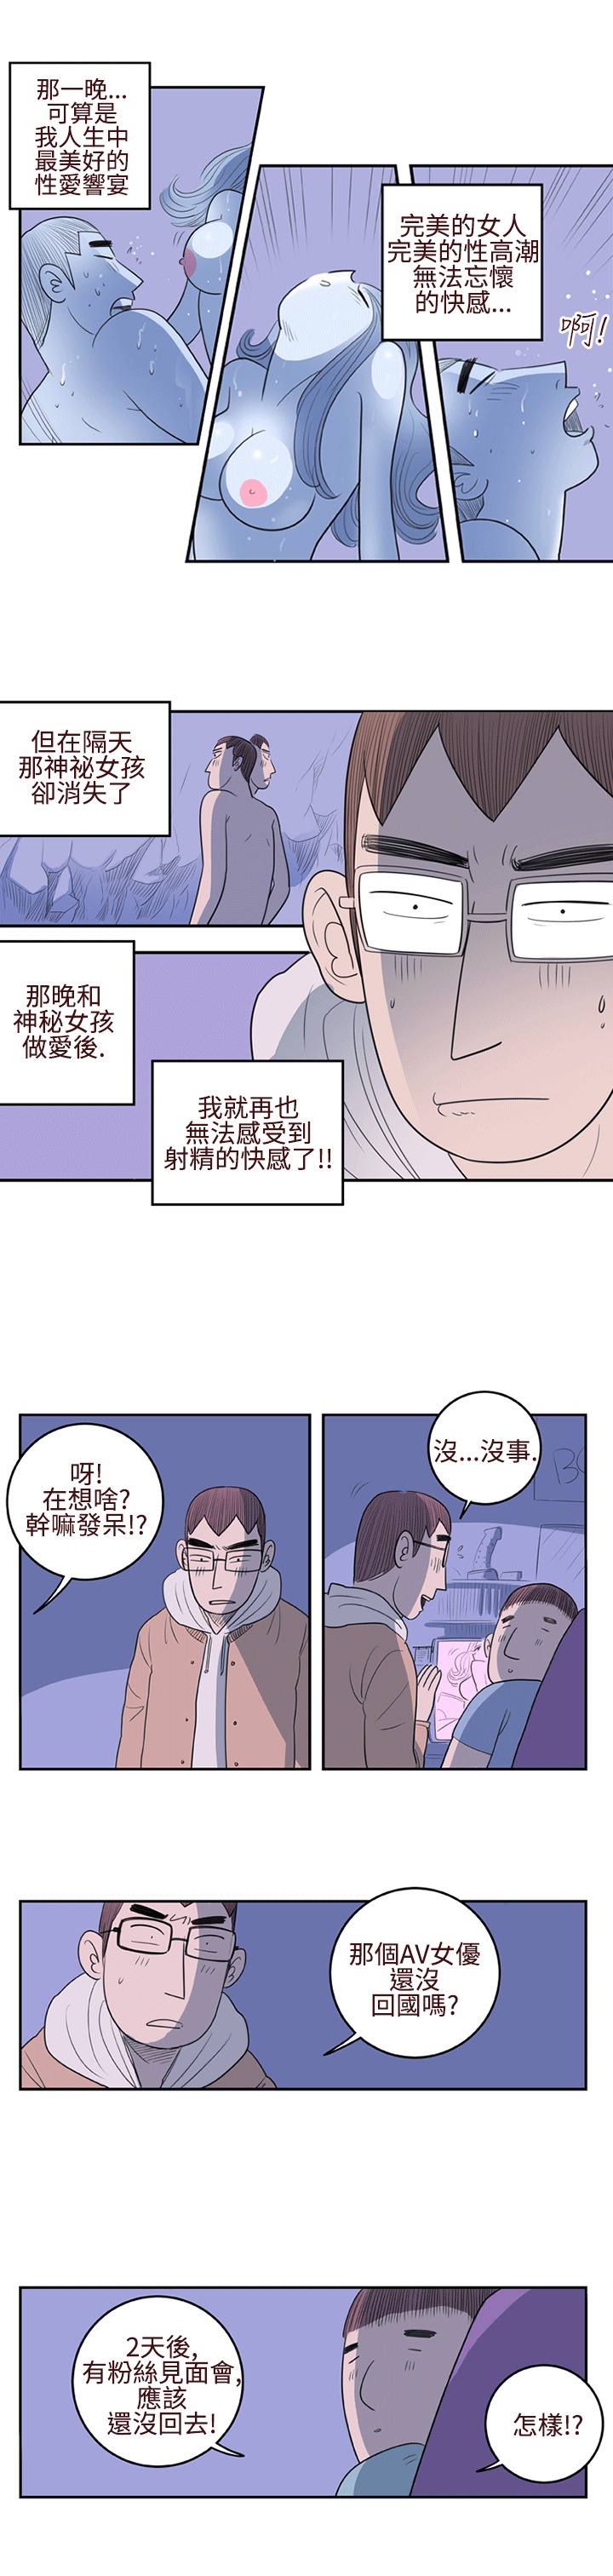 那一晚...
可算是
我人生中
最美好的
性愛響宴
完美的女人
完美的性高潮
無法忘懷
的快感...
啊!
但在隔天
那神祕女孩
卻消失了
那晚和
神秘女孩
做愛後.
我就再也
無法感受到
射精的快感了!!
呀!
在想啥?
幹嘛發呆!?
沒...沒事.
那個AV女優
還沒
回國嗎?
2天後,
有粉絲見面會,
應該
還沒回去!
怎樣!?